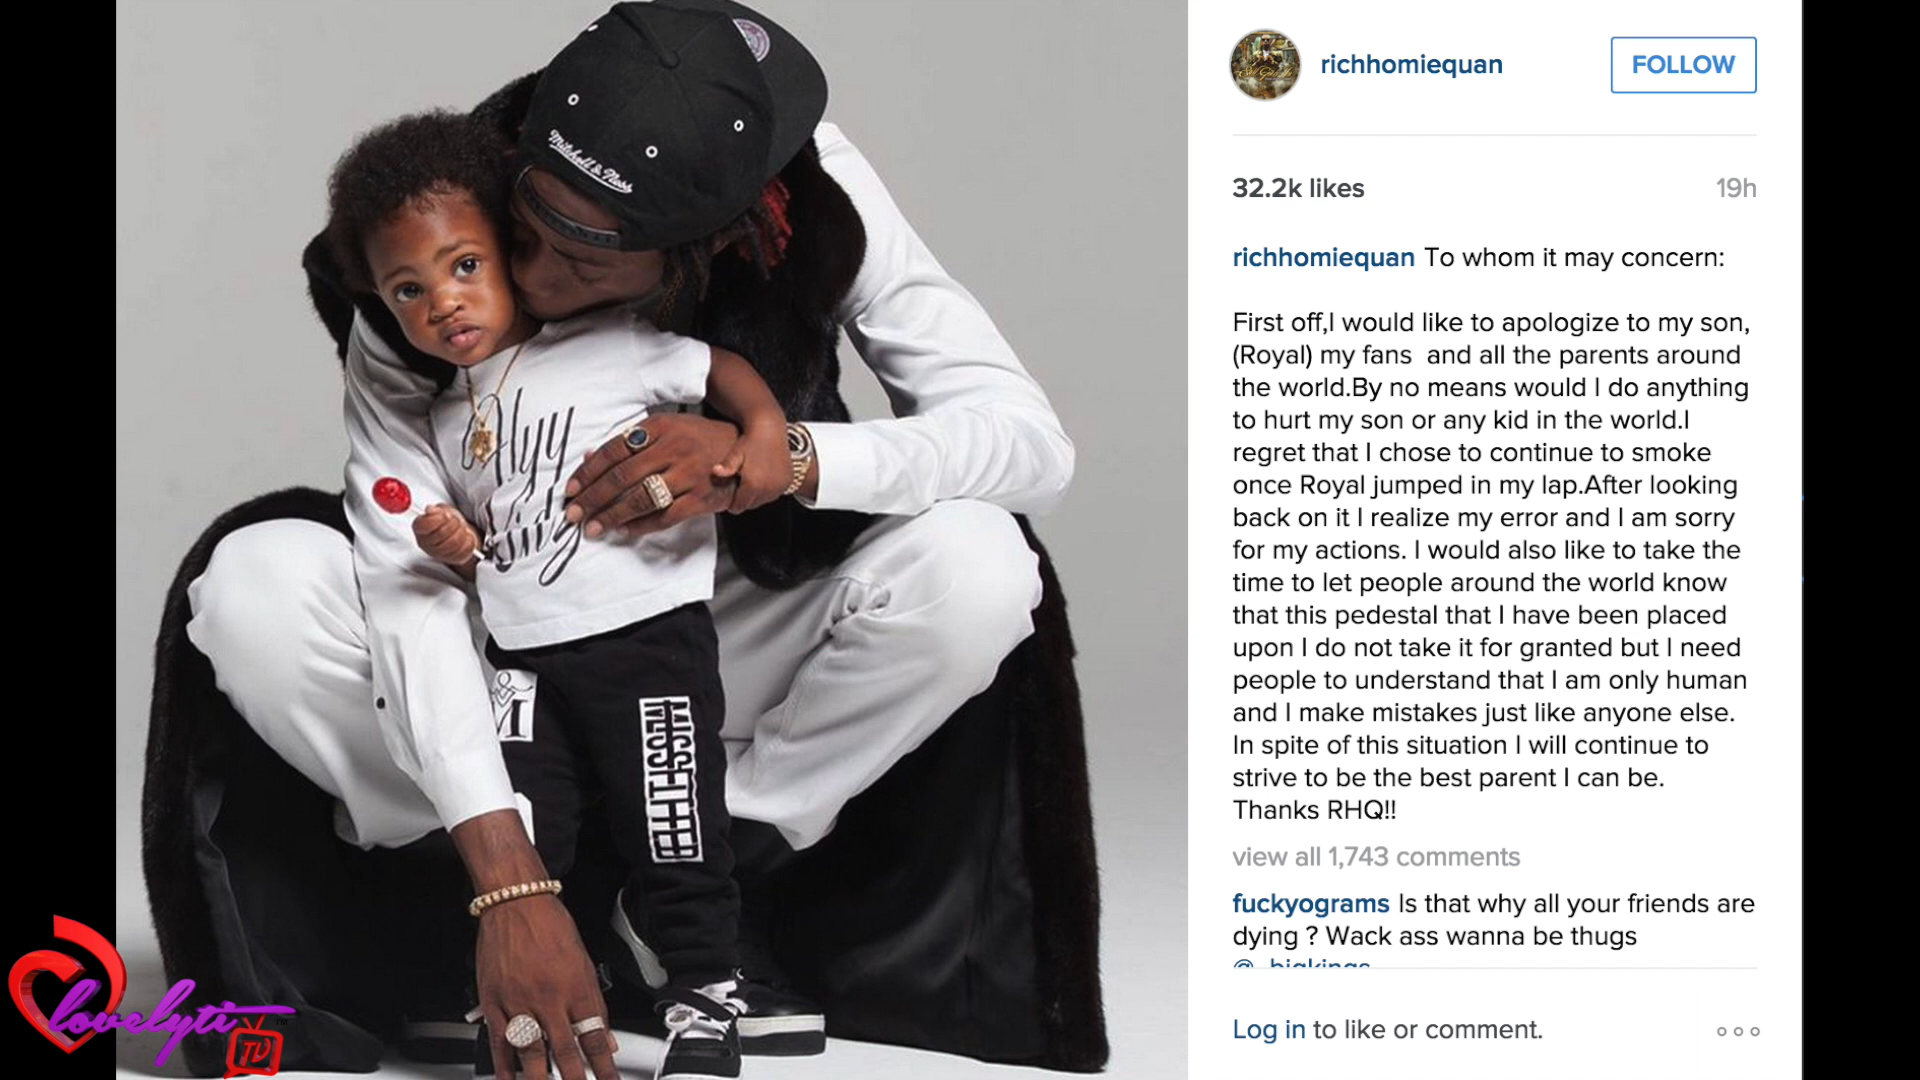 richhomiequan
FOLLOW
32.2k likes
19h
richhomiequan To whom it may concern:
First off,I would like to apologize to my son,
(Royal) my fans  and all the parents around
the world.By no means would I do anything
to hurt my son or any kid in the world.I
regret that I chose to continue to smoke
once Royal jumped in my lap.After looking
back on it I realize my error and I am sorry
for my actions. I would also like to take the
time to let people around the world know
that this pedestal that I have been placed
upon I do not take it for granted but I need
people to understand that I am only human
and I make mistakes just like anyone else.
In spite of this situation I will continue to
strive to be the best parent I can be.
Thanks RHQ!!
view all 1,743 comments
fuckyograms Is that why all your friends are
dying ? Wack ass wanna be thugs
Log in to like or comment.
Mitchell & Ness
lovelyti
TV